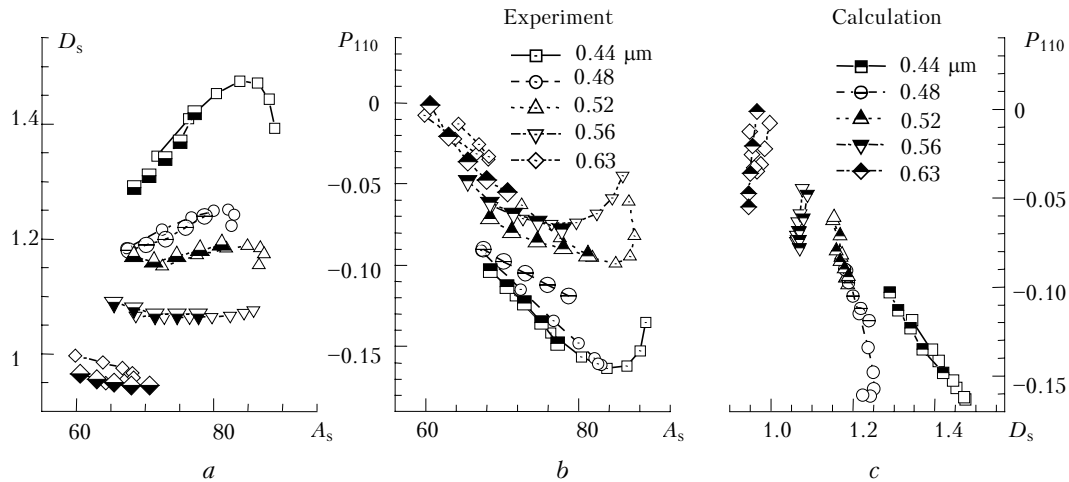 Experiment
Calculation
D_s
P_110
P_110
0.44 μm
0.48
0.52
0.56
0.63
0.44 μm
0.48
0.52
0.56
0.63
1.4
1.2
1
0
−0.05
−0.10
−0.15
0
−0.05
−0.10
−0.15
60
80
A_s
60
80
A_s
1.0
1.2
1.4
D_s
a
b
c